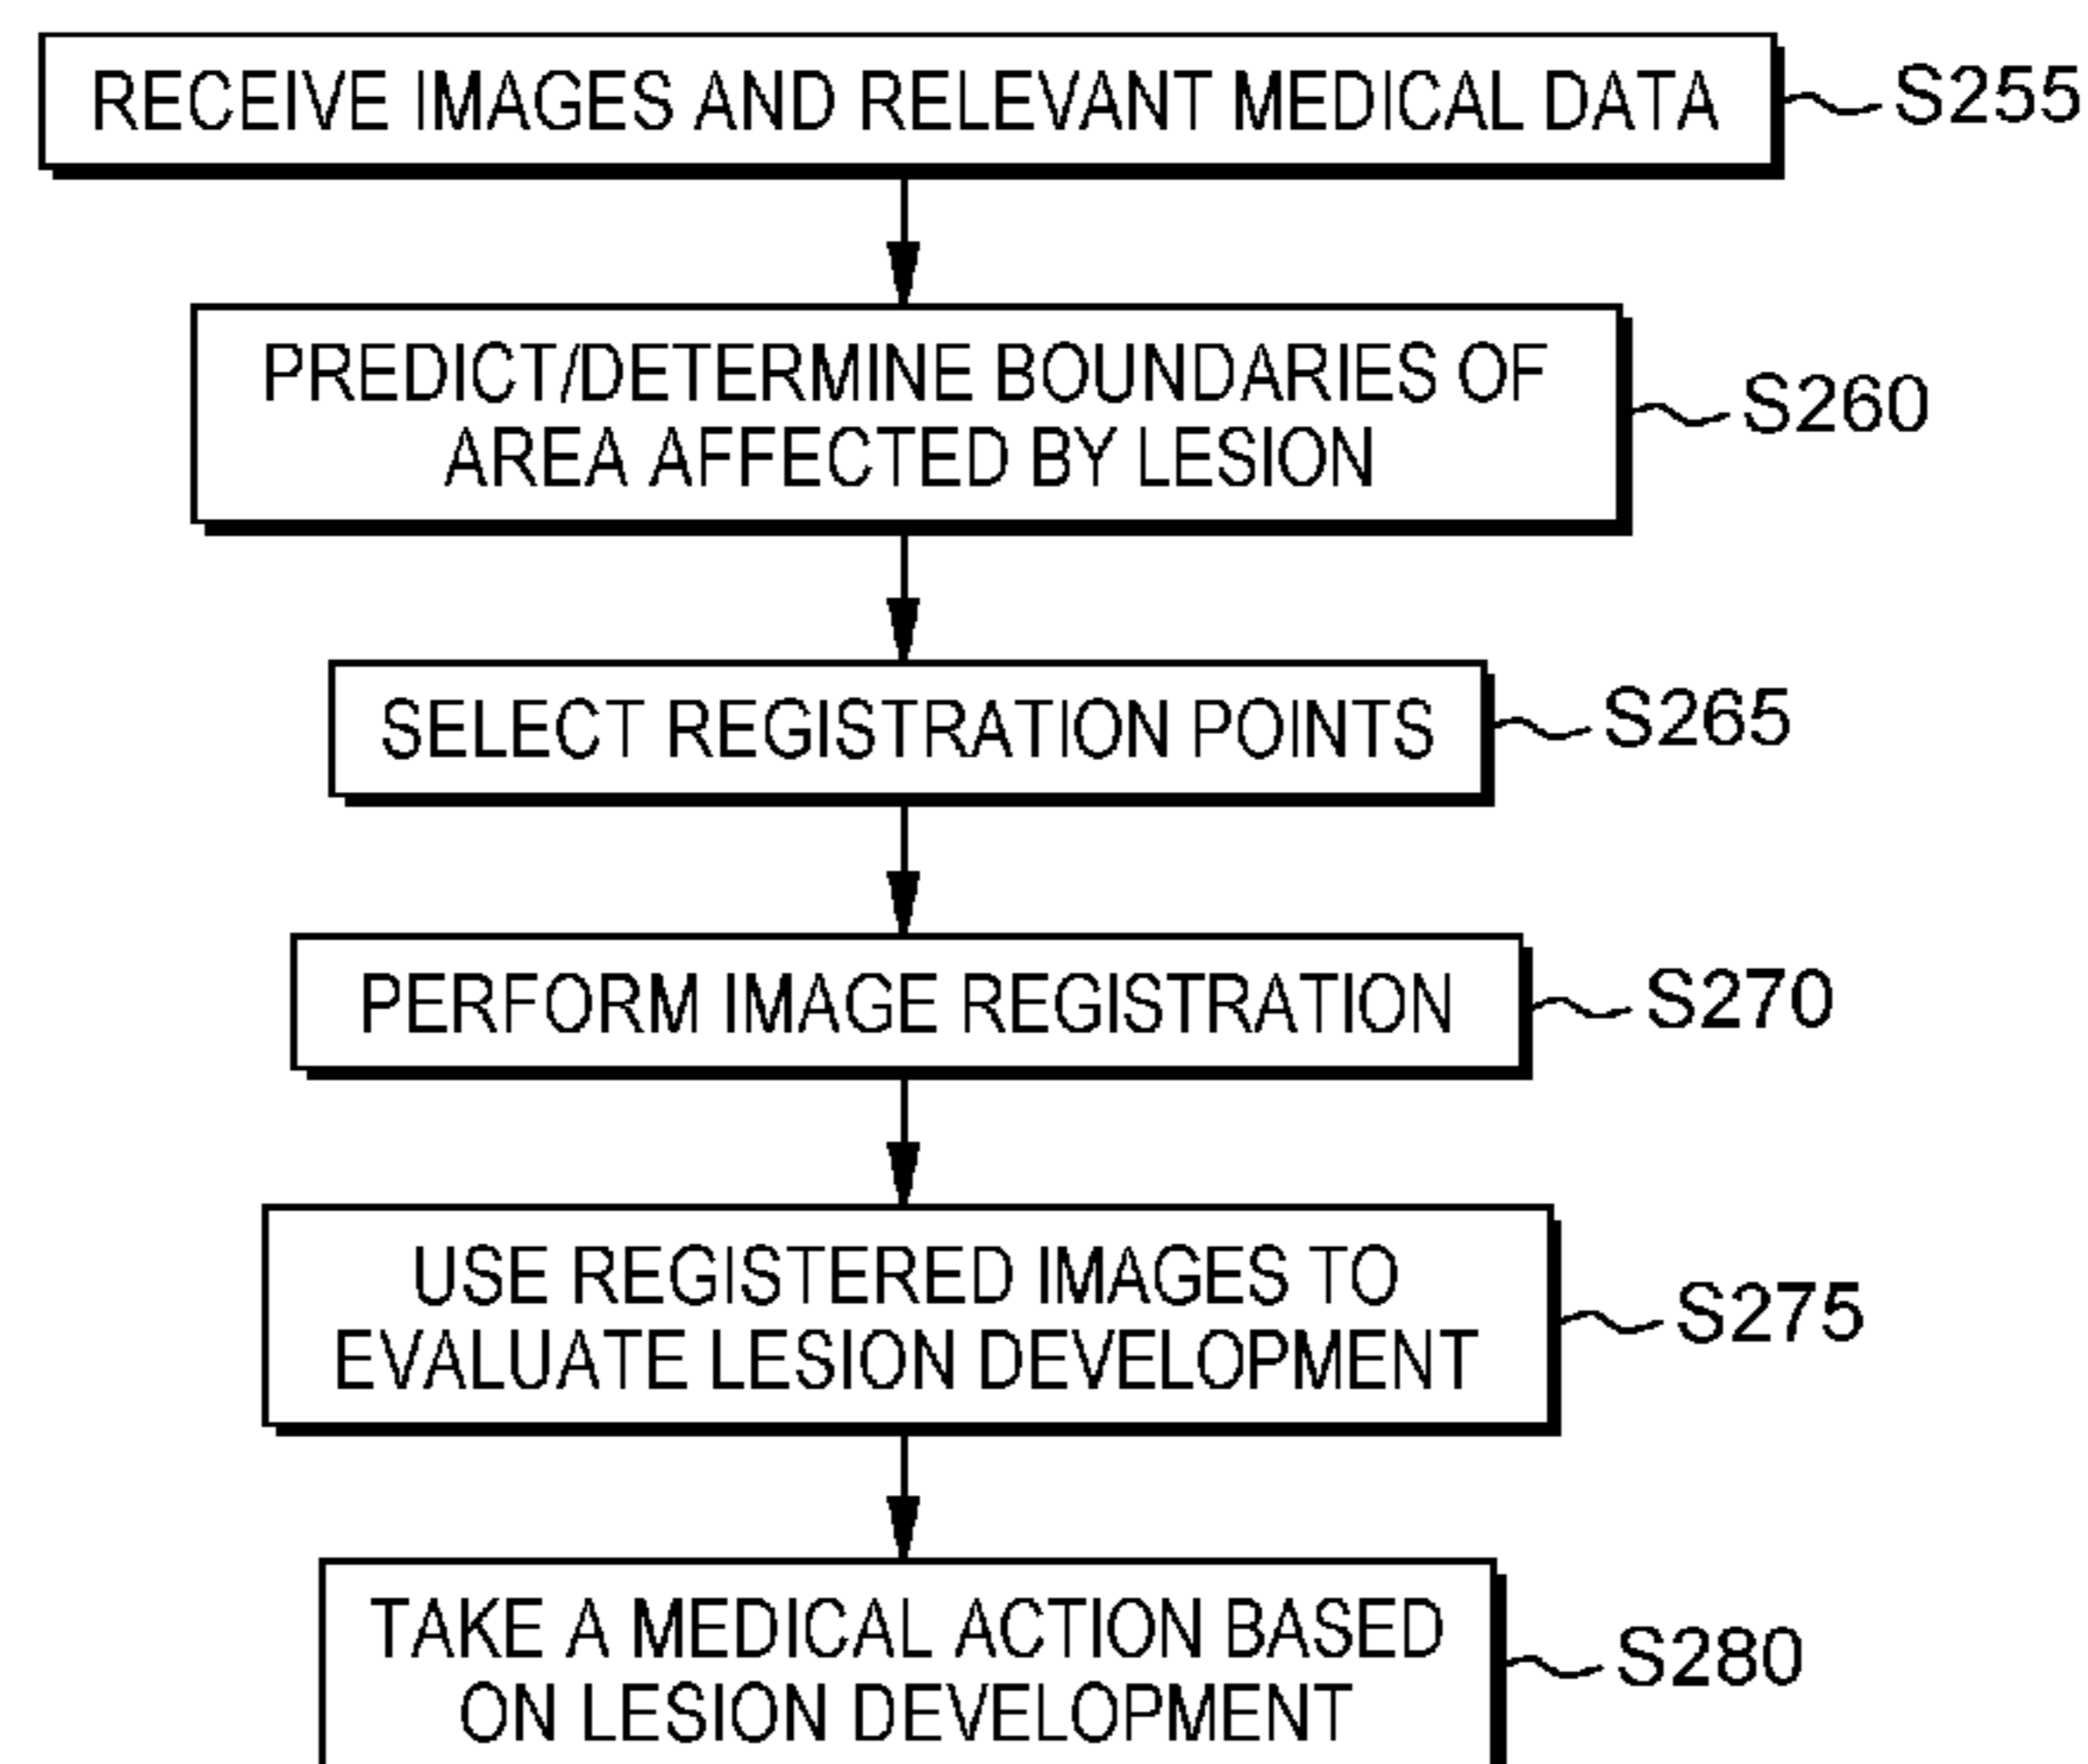 RECEIVE IMAGES AND RELEVANT MEDICAL DATA
S255
PREDICT/DETERMINE BOUNDARIES OF
AREA AFFECTED BY LESION
S260
SELECT REGISTRATION POINTS
S265
PERFORM IMAGE REGISTRATION
S270
USE REGISTERED IMAGES TO
EVALUATE LESION DEVELOPMENT
S275
TAKE A MEDICAL ACTION BASED
ON LESION DEVELOPMENT
S280